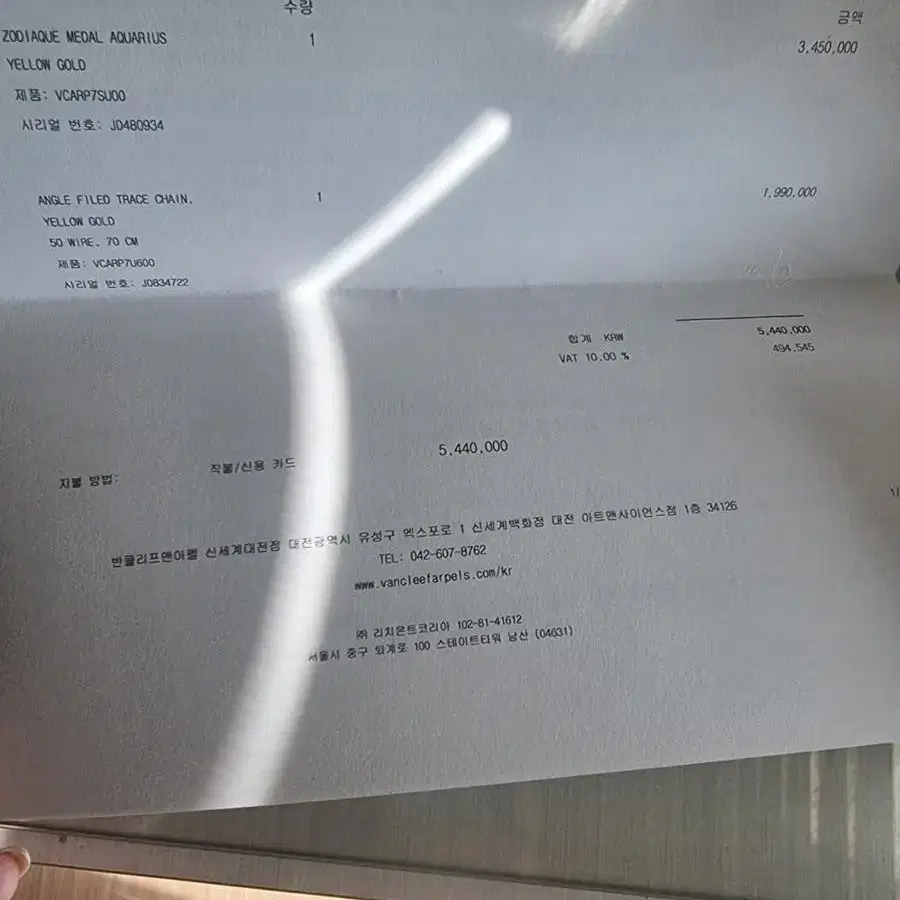 수량 금액
ZODIAQUE MEDAL AQUARIUS 1 3,450,000
YELLOW GOLD
제품: VCARP7SU00
시리얼 번호: JD480934
ANGLE FILED TRACE CHAIN, 1 1,990,000
YELLOW GOLD
50 WIRE, 70 CM
제품: VCARP7U600
시리얼 번호: JD834722
합계 KRW 5,440,000
VAT 10.00 % 494,545
지불 방법: 직불/신용 카드 5,440,000
반클리프앤아펠 신세계대전점 대전광역시 유성구 엑스포로 1 신세계백화점 대전 아트앤사이언스점 1층 34126
TEL: 042-607-8762
www.vancleefarpels.com/kr
㈜ 리치몬트코리아 102-81-41612
서울시 중구 퇴계로 100 스테이트타워 남산 (04631)